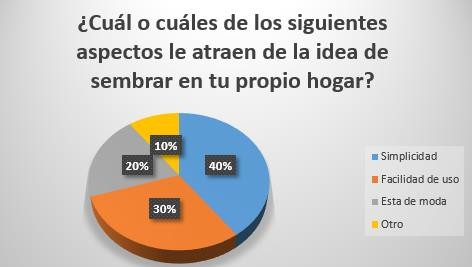 ¿Cuál o cuáles de los siguientes
aspectos le atraen de la idea de
sembrar en tu propio hogar?
10%
20%
40%
30%
Simplicidad
Facilidad de uso
Esta de moda
Otro